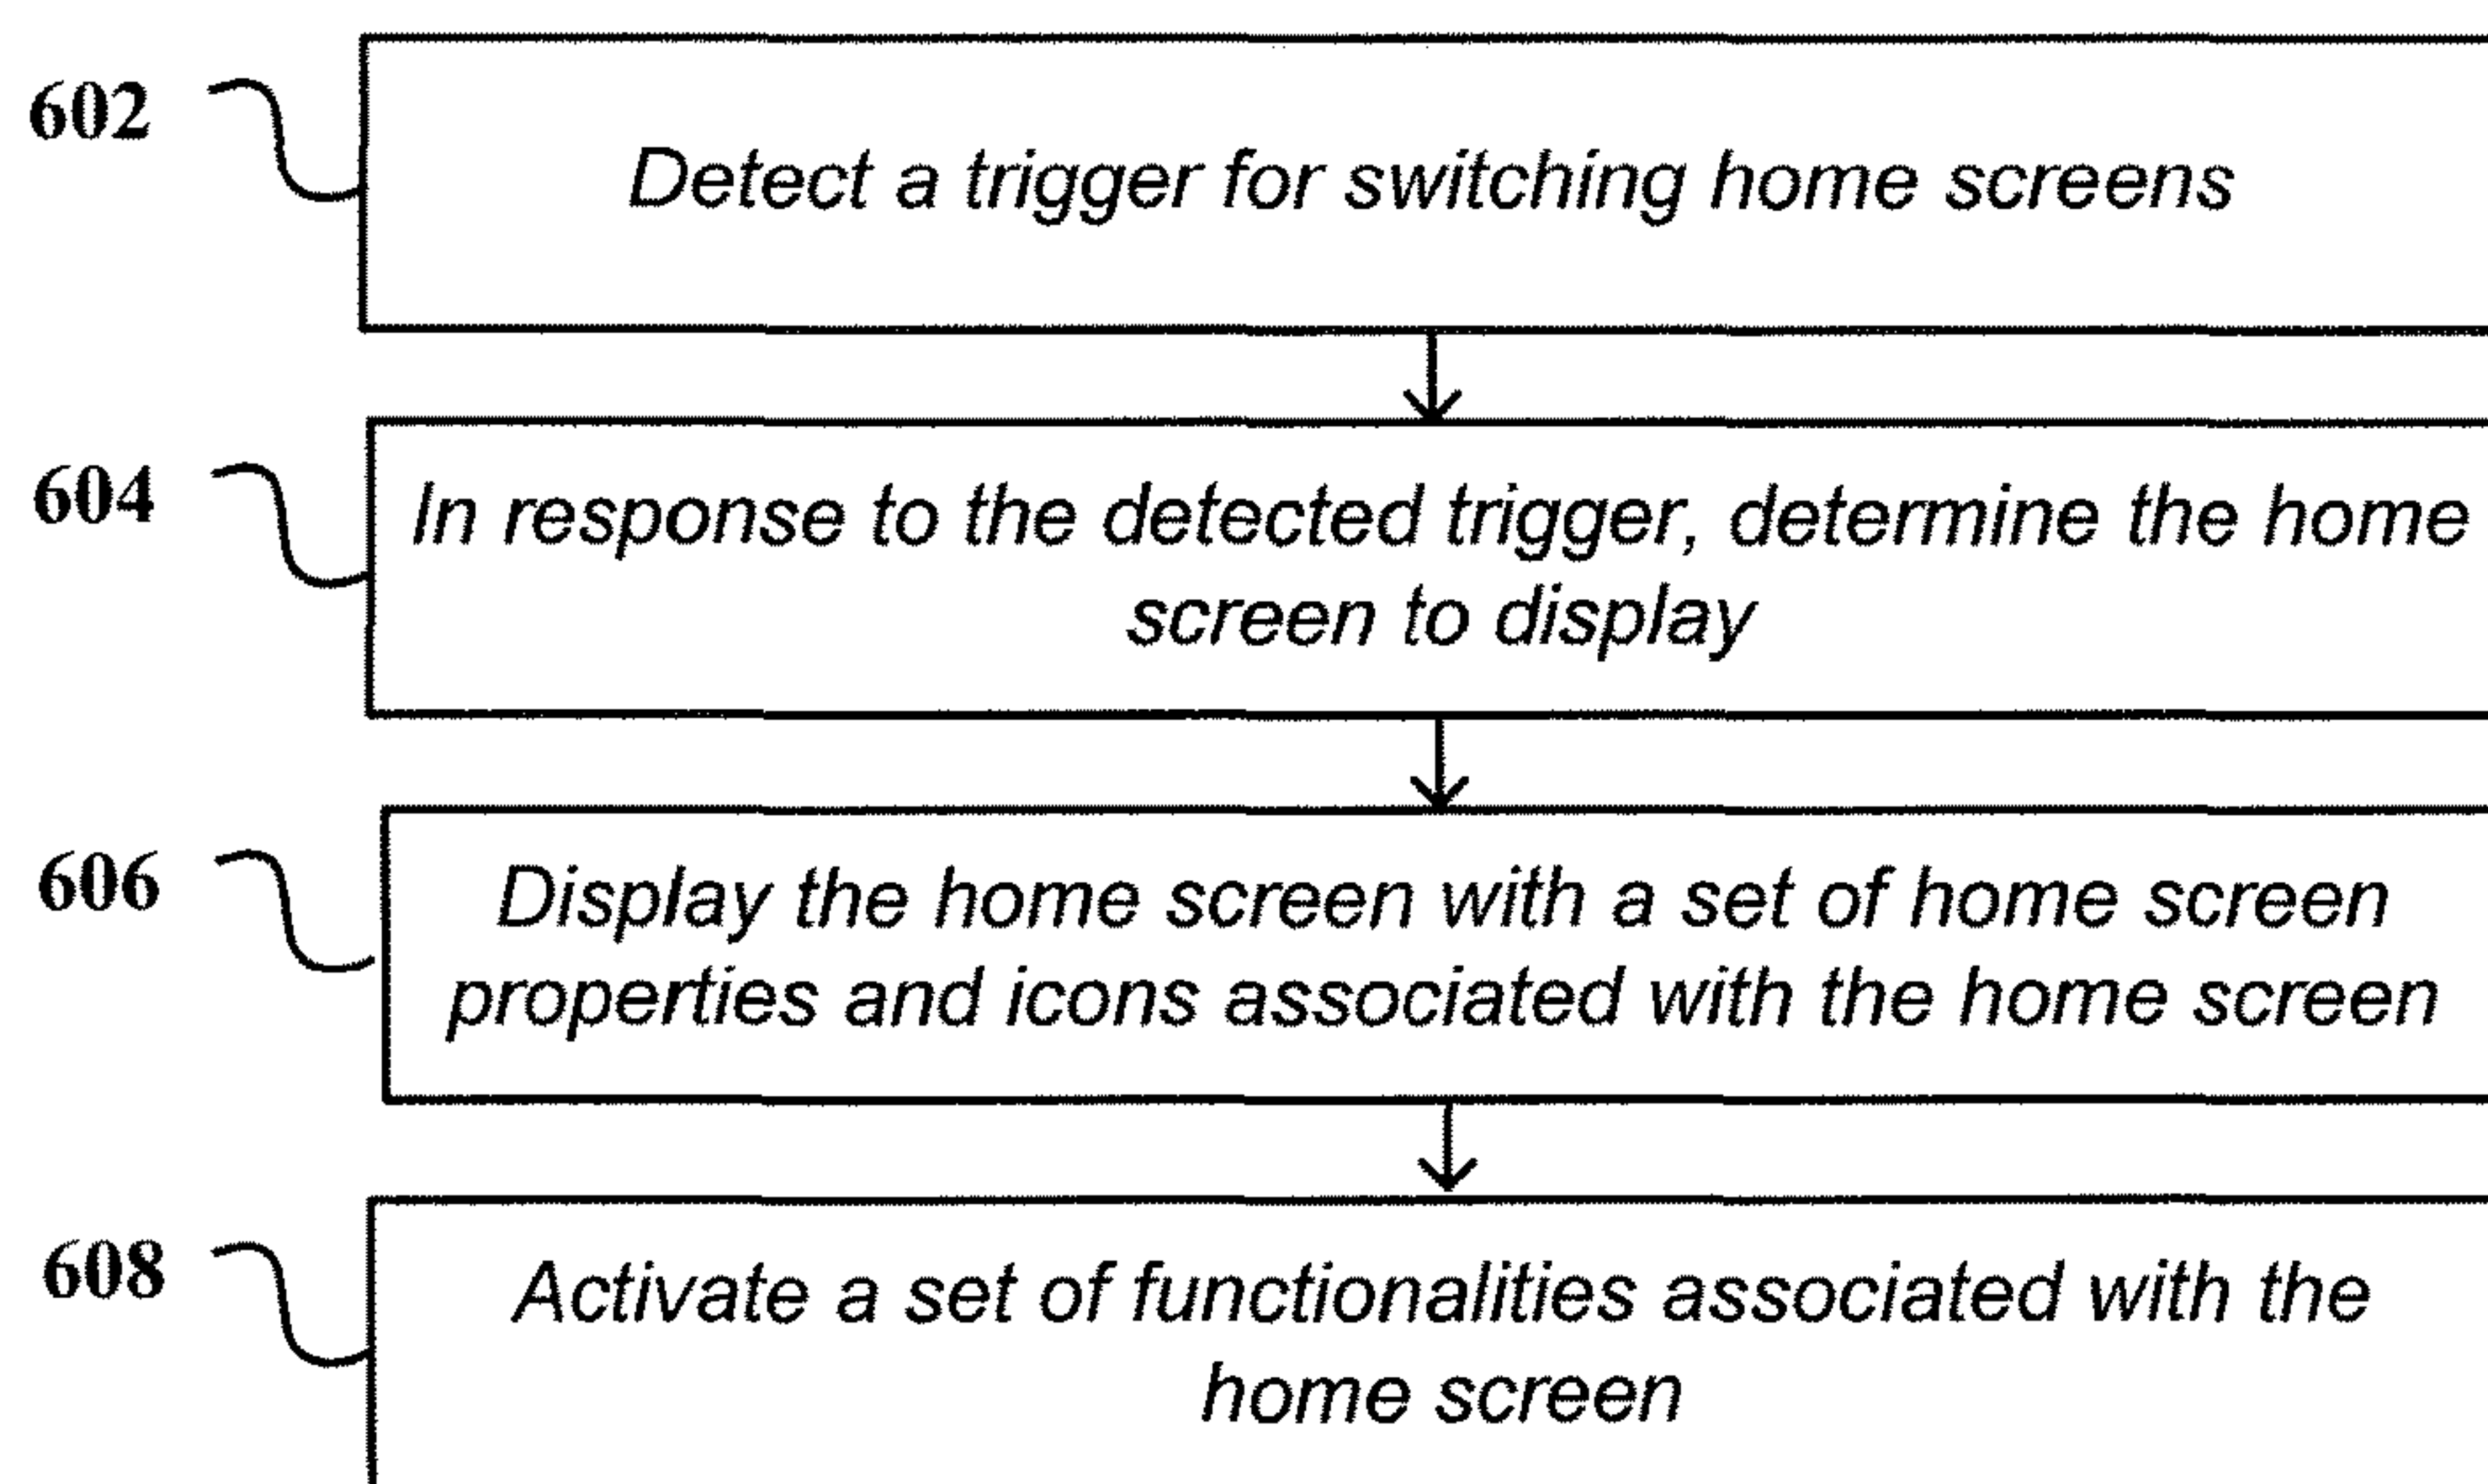 602
Detect a trigger for switching home screens
604
In response to the detected trigger, determine the home
screen to display
606
Display the home screen with a set of home screen
properties and icons associated with the home screen
608
Activate a set of functionalities associated with the
home screen